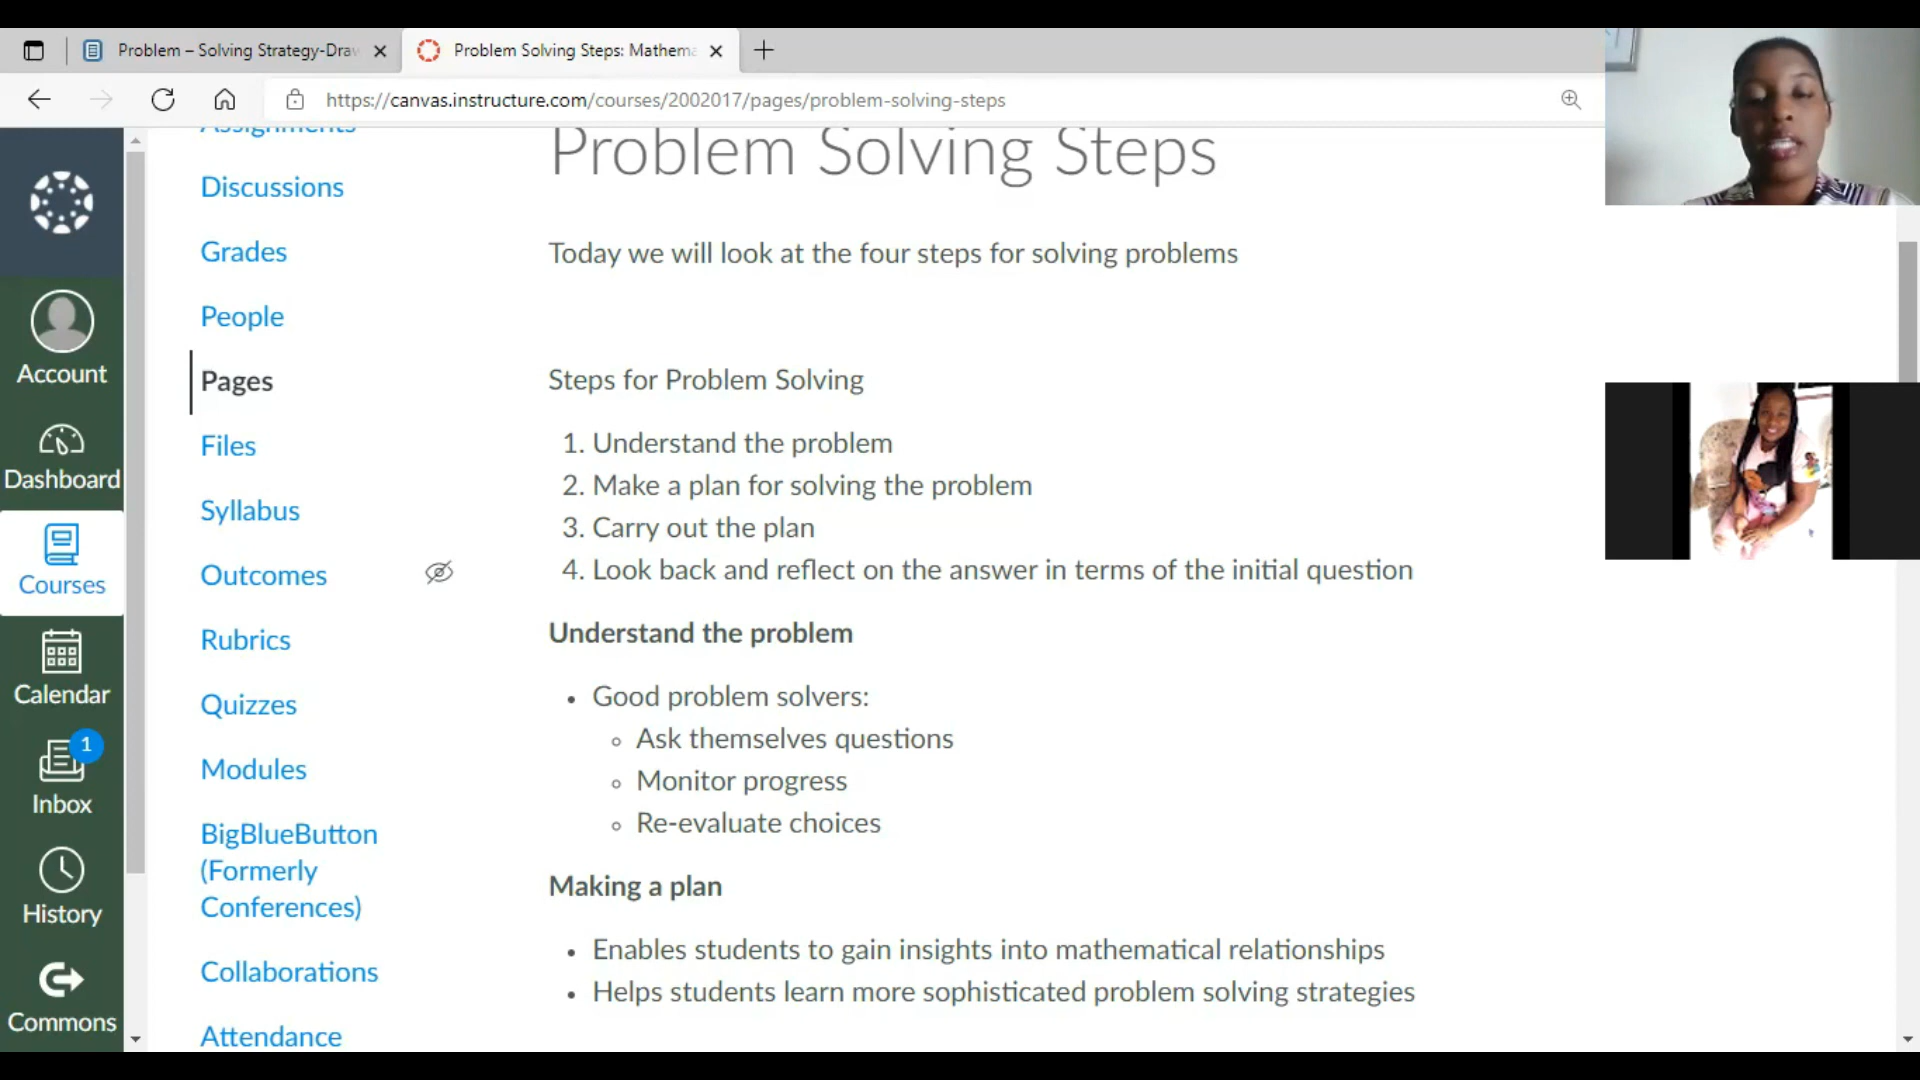 Problem – Solving Strategy-Draw
Problem Solving Steps: Mathema
https://canvas.instructure.com/courses/2002017/pages/problem-solving-steps
Account
Dashboard
Courses
Calendar
1
Inbox
History
Commons
Assignments
Discussions
Grades
People
Pages
Files
Syllabus
Outcomes
Rubrics
Quizzes
Modules
BigBlueButton
(Formerly
Conferences)
Collaborations
Attendance
Problem Solving Steps
Today we will look at the four steps for solving problems
Steps for Problem Solving
1. Understand the problem
2. Make a plan for solving the problem
3. Carry out the plan
4. Look back and reflect on the answer in terms of the initial question
Understand the problem
• Good problem solvers:
◦ Ask themselves questions
◦ Monitor progress
◦ Re-evaluate choices
Making a plan
• Enables students to gain insights into mathematical relationships
• Helps students learn more sophisticated problem solving strategies